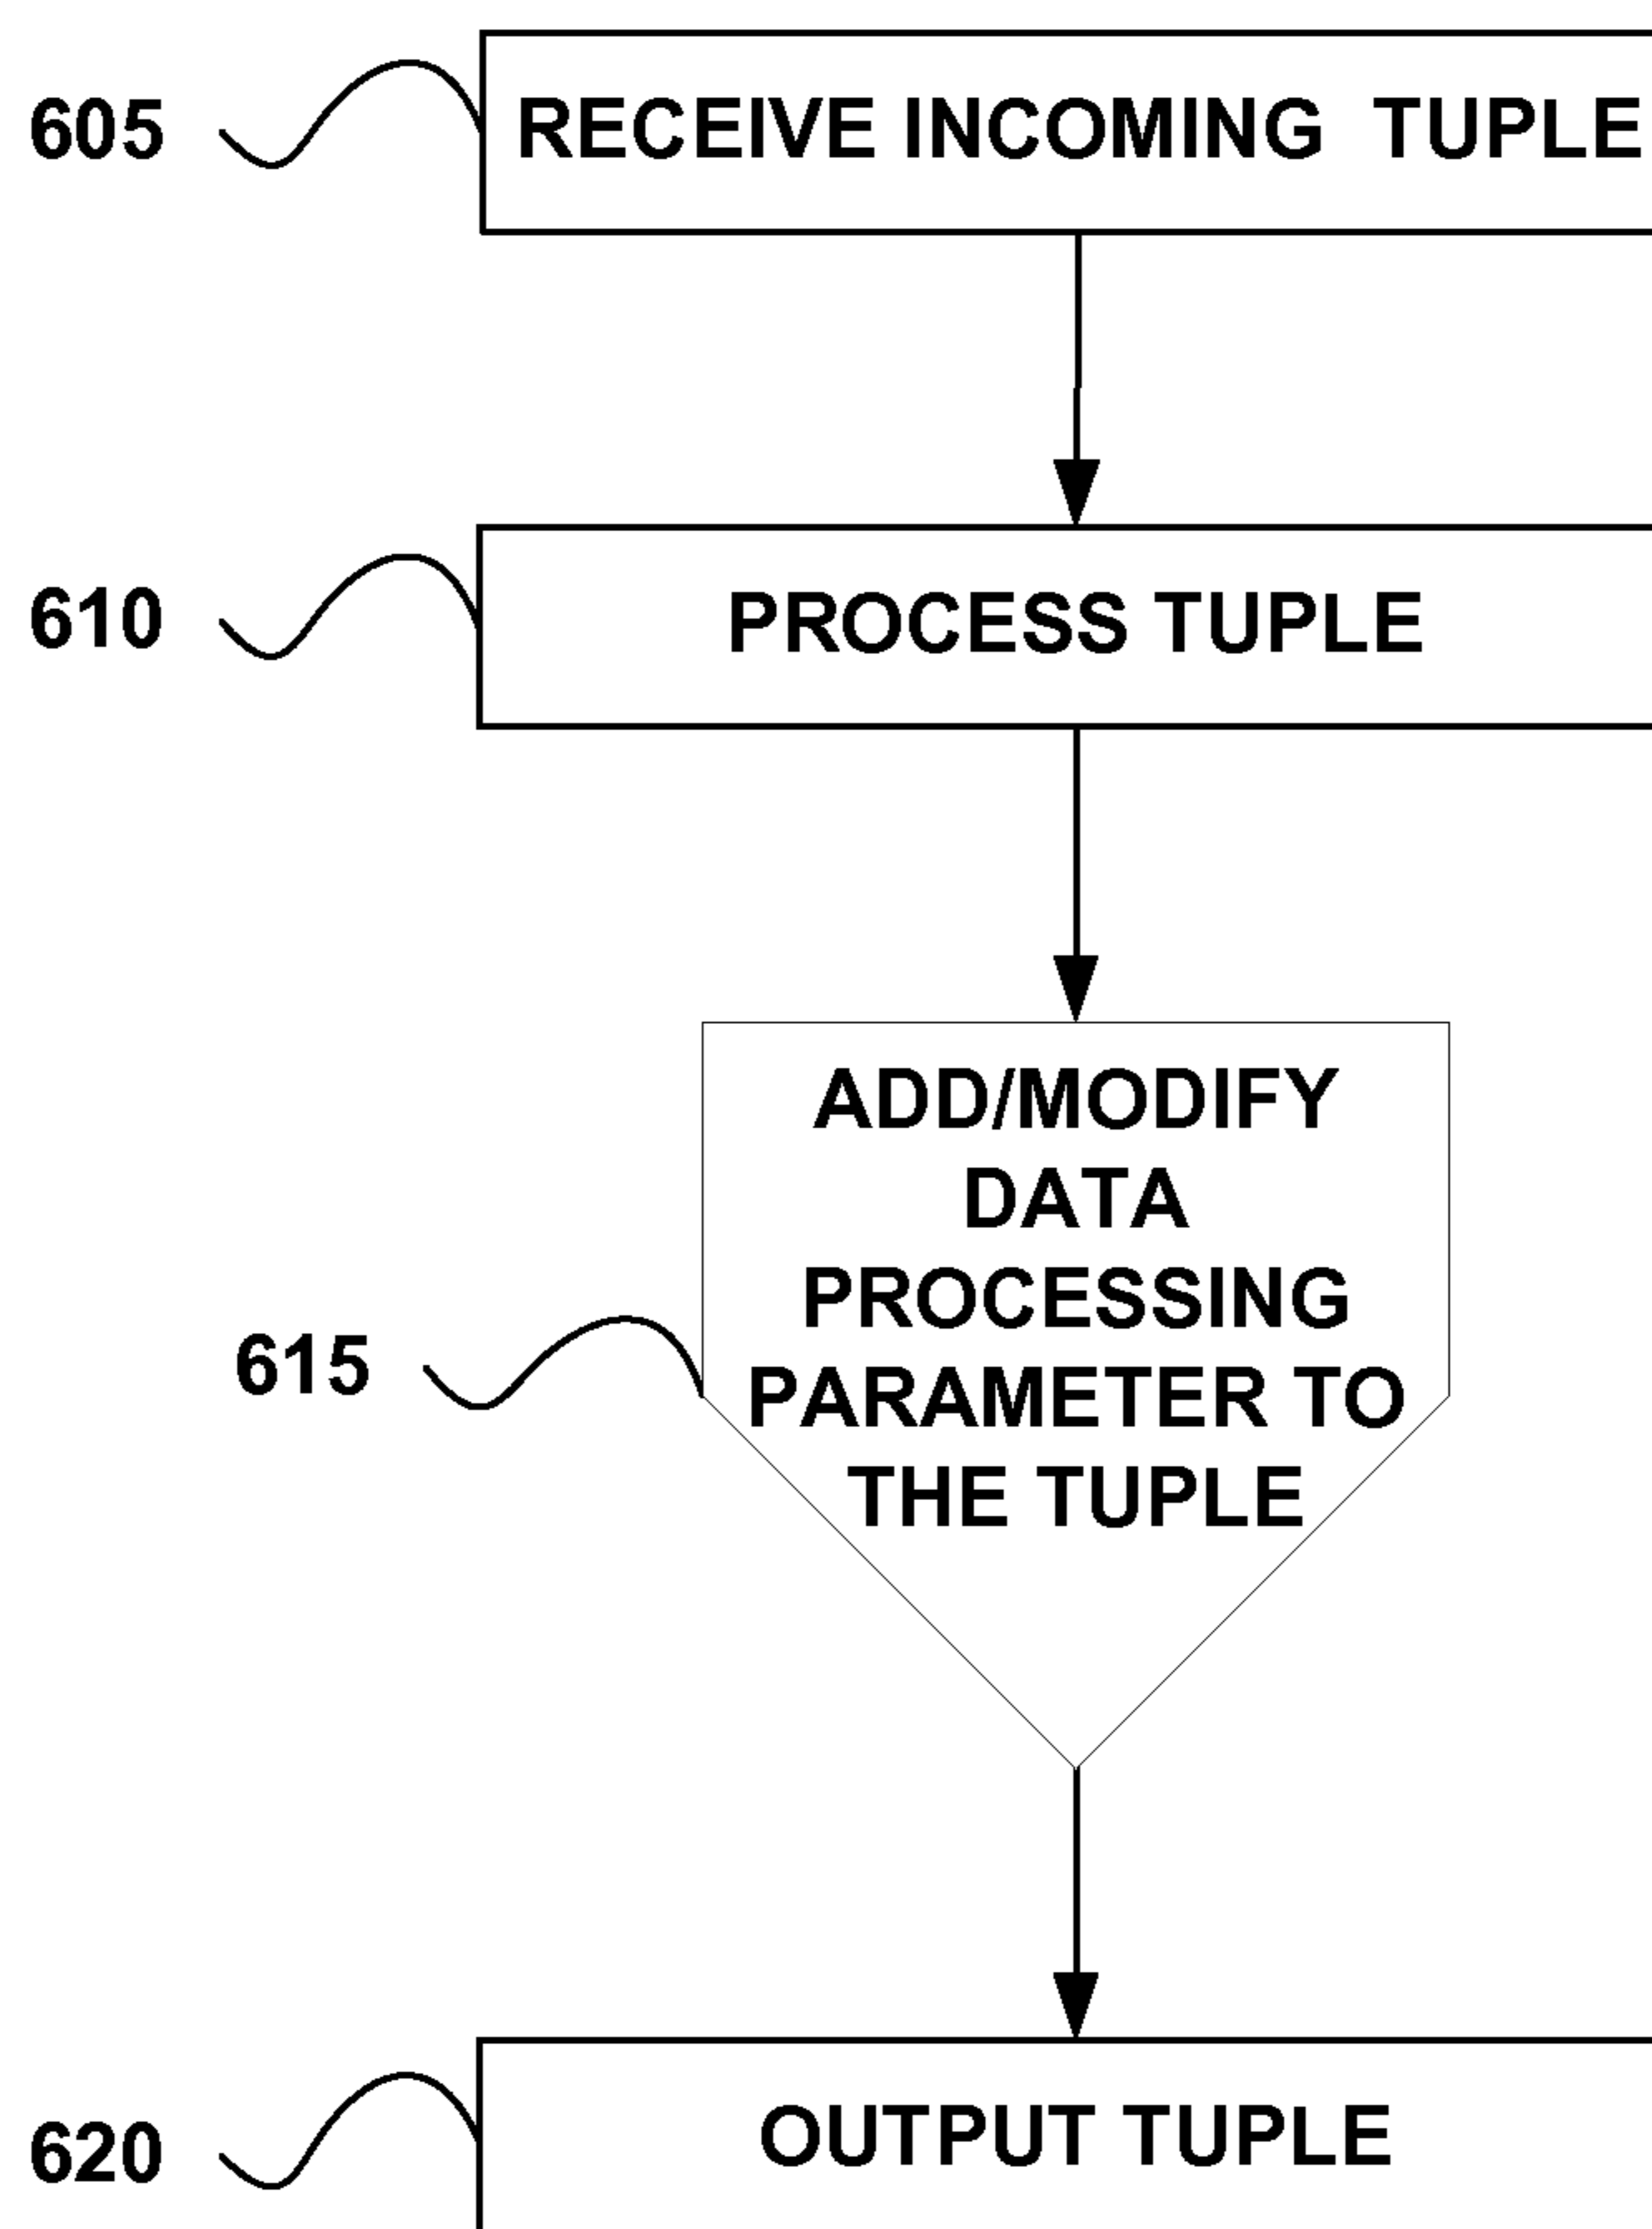 605
RECEIVE INCOMING TUPLE
610
PROCESS TUPLE
ADD/MODIFY
DATA
PROCESSING
615
PARAMETER TO
THE TUPLE
620
OUTPUT TUPLE